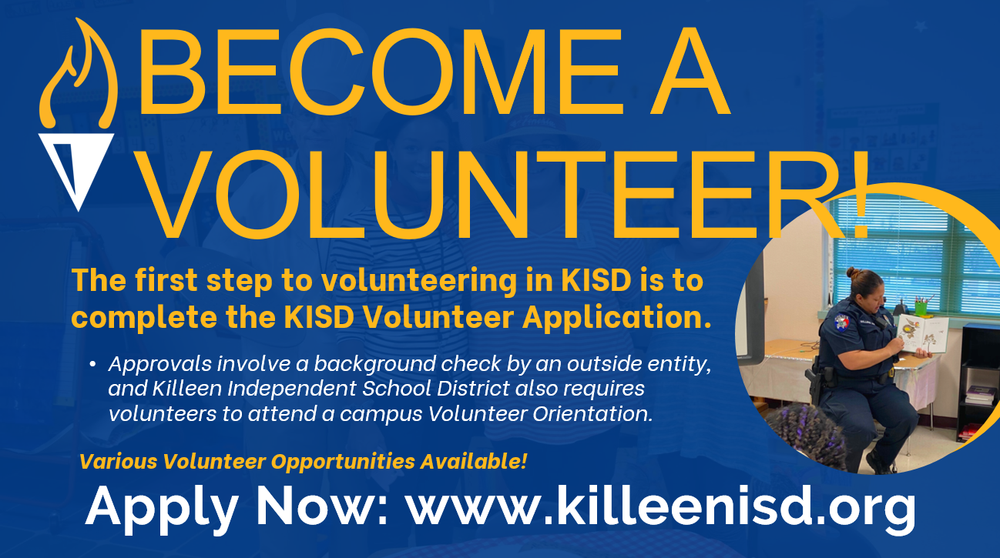 BECOME A
VOLUNTEER!
The first step to volunteering in KISD is to
complete the KISD Volunteer Application.
• Approvals involve a background check by an outside entity,
and Killeen Independent School District also requires
volunteers to attend a campus Volunteer Orientation.
Various Volunteer Opportunities Available!
Apply Now: www.killeenisd.org